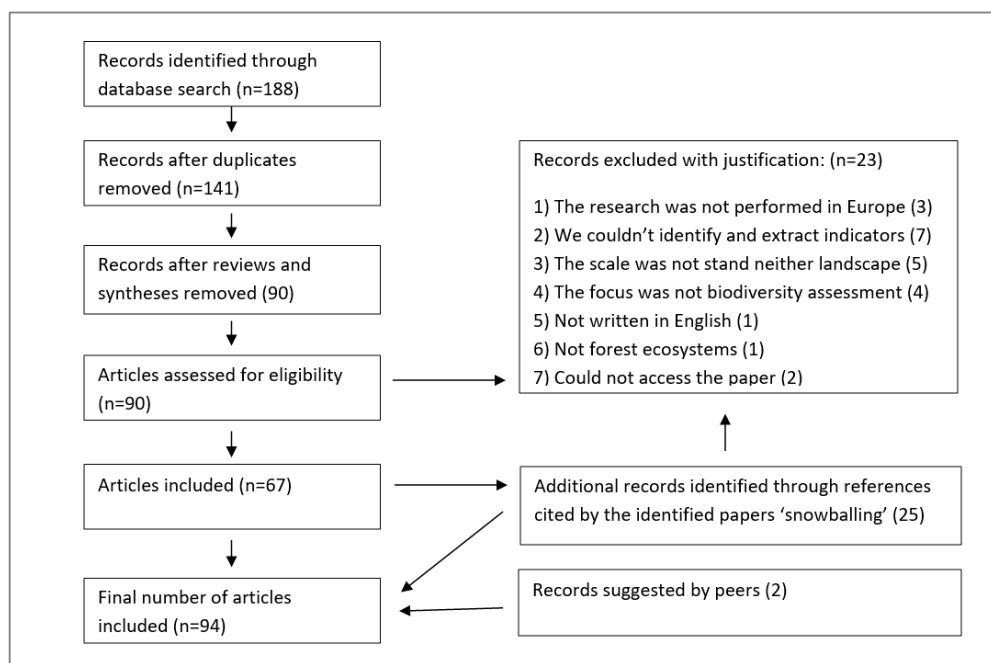 Records identified through
database search (n=188)
Records after duplicates
removed (n=141)
Records after reviews and
syntheses removed (90)
Articles assessed for eligibility
(n=90)
Articles included (n=67)
Final number of articles
included (n=94)
Records excluded with justification: (n=23)
1) The research was not performed in Europe (3)
2) We couldn’t identify and extract indicators (7)
3) The scale was not stand neither landscape (5)
4) The focus was not biodiversity assessment (4)
5) Not written in English (1)
6) Not forest ecosystems (1)
7) Could not access the paper (2)
Additional records identified through references
cited by the identified papers ‘snowballing’ (25)
Records suggested by peers (2)